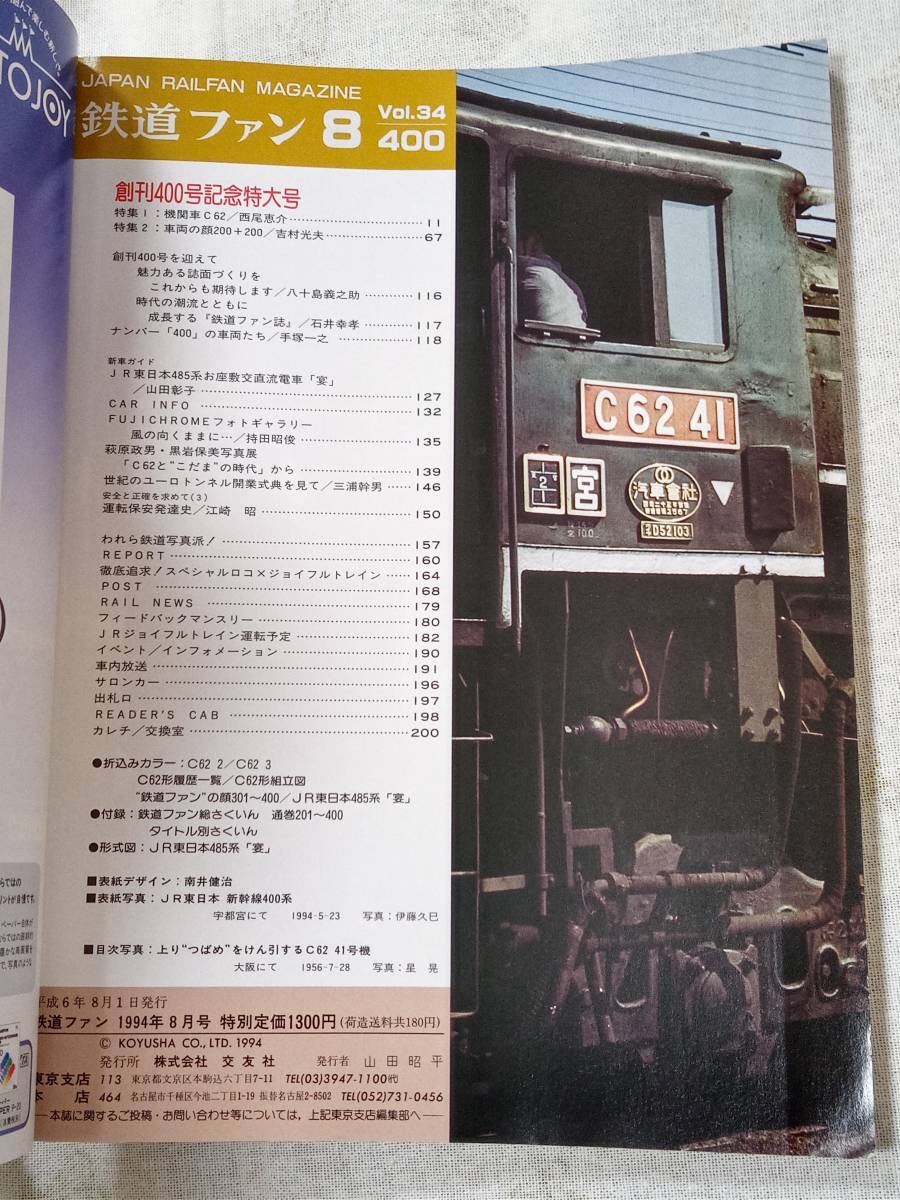 TOJOY
JAPAN RAILFAN MAGAZINE
鉄道ファン 8 Vol.34
400
創刊400号記念特大号
特集1:機関車C62/西尾恵介 11
特集2:車両の顔200+200/吉村光夫 67
創刊400号を迎えて
魅力ある誌面づくりを
これからも期待します/八十島義之助 116
時代の潮流とともに
成長する『鉄道ファン誌』/石井幸孝 117
ナンバー「400」の車両たち/手塚一之 118
新車ガイド
JR東日本485系お座敷交直流電車「宴」
/山田彰子 127
CAR INFO 132
FUJICHROMEフォトギャラリー
風の向くままに…/持田昭俊 135
萩原政男・黒岩保美写真展
「C62と"こだま"の時代」から 139
世紀のユーロトンネル開業式典を見て/三浦幹男 146
安全と正確を求めて(3)
運転保安発達史/江崎 昭 150
われら鉄道写真派! 157
REPORT 160
徹底追求!スペシャルロコ×ジョイフルトレイン 164
POST 168
RAIL NEWS 179
フィードバックマンスリー 180
JRジョイフルトレイン運転予定 182
イベント/インフォメーション 190
車内放送 191
サロンカー 196
出札口 197
READER'S CAB 198
カレチ/交換室 200
●折込みカラー:C62 2/C62 3
C62形履歴一覧/C62形組立図
"鉄道ファン"の顔301〜400/JR東日本485系「宴」
●付録:鉄道ファン総さくいん 通巻201〜400
タイトル別さくいん
●形式図:JR東日本485系「宴」
■表紙デザイン:南井健治
■表紙写真:JR東日本 新幹線400系
宇都宮にて 1994-5-23 写真:伊藤久巳
■目次写真:上り"つばめ"をけん引するC62 41号機
大阪にて 1956-7-28 写真:星 晃
平成6年8月1日発行
鉄道ファン 1994年8月号 特別定価1300円(荷造送料共180円)
© KOYUSHA CO., LTD. 1994
発行所 株式会社 交友社 発行者 山田昭平
東京支店 113 東京都文京区本駒込六丁目7-11 TEL(03)3947-1100代
本店 464 名古屋市千種区今池二丁目1-19 振替名古屋2-8502 TEL(052)731-0456
―本誌に関するご投稿・お問い合わせ等については,上記東京支店編集部へ―
C62 41
宮
汽車會社
D52103